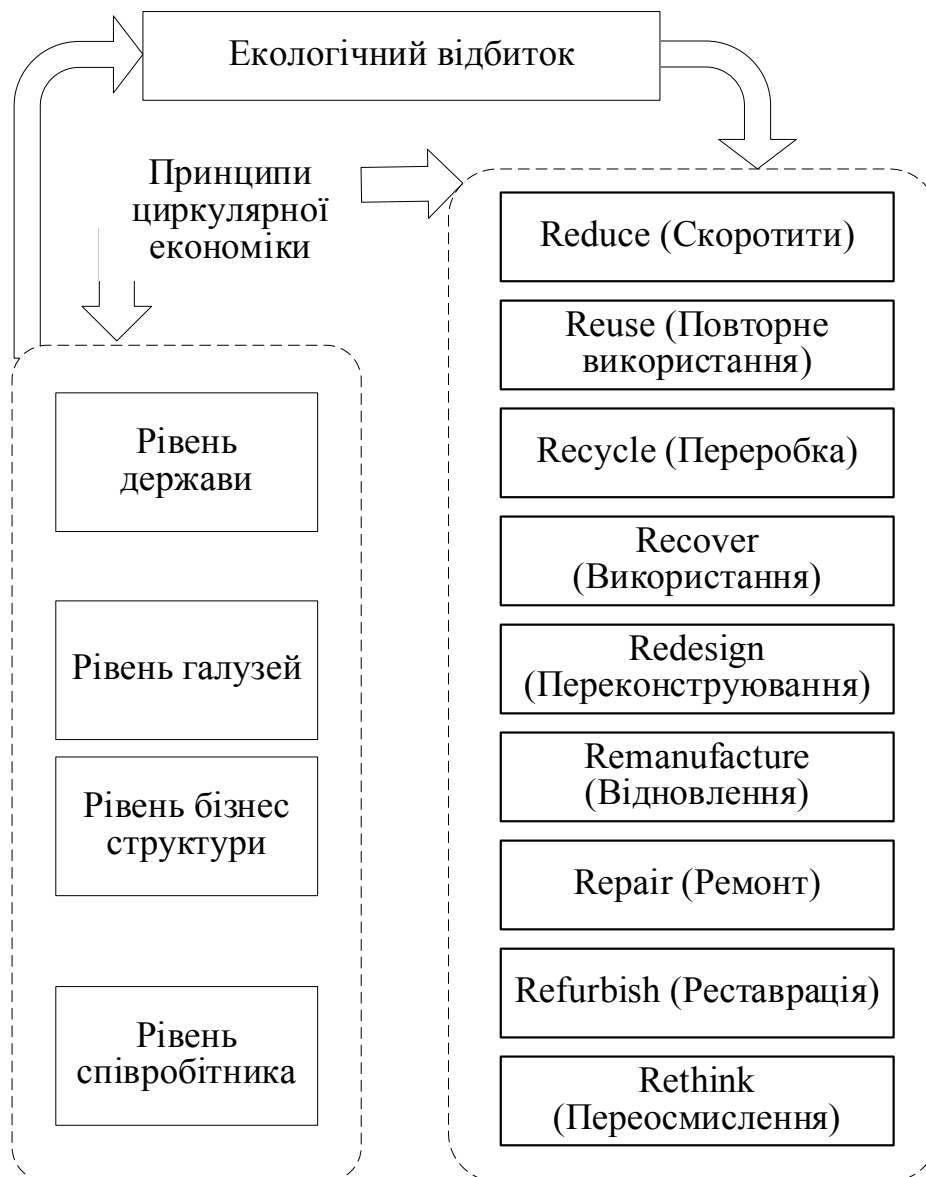 Екологічний відбиток
Принципи
циркулярної
економіки
Рівень
держави
Рівень галузей
Рівень бізнес
структури
Рівень
співробітника
Reduce (Скоротити)
Reuse (Повторне
використання)
Recycle (Переробка)
Recover
(Використання)
Redesign
(Переконструювання)
Remanufacture
(Відновлення)
Repair (Ремонт)
Refurbish (Реставрація)
Rethink
(Переосмислення)